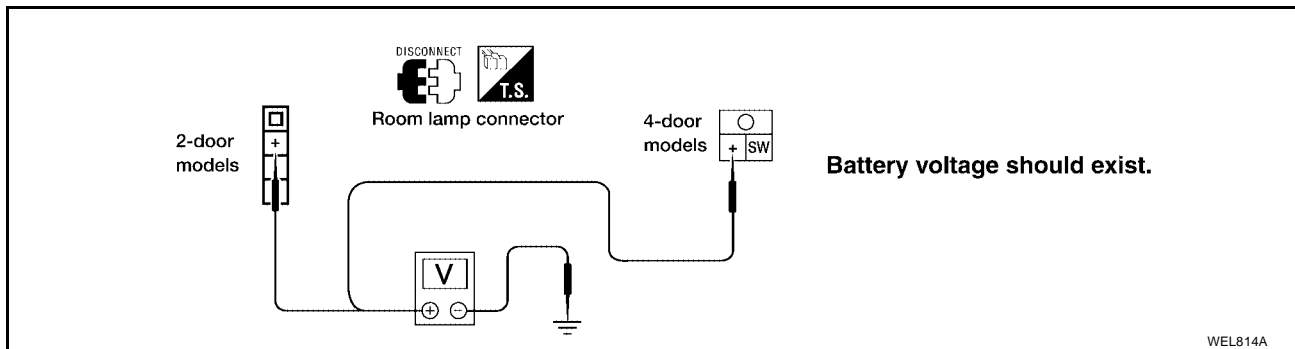 DISCONNECT
T.S.
Room lamp connector
2-door
models
+
4-door
models
+ SW
Battery voltage should exist.
V
+ −
WEL814A